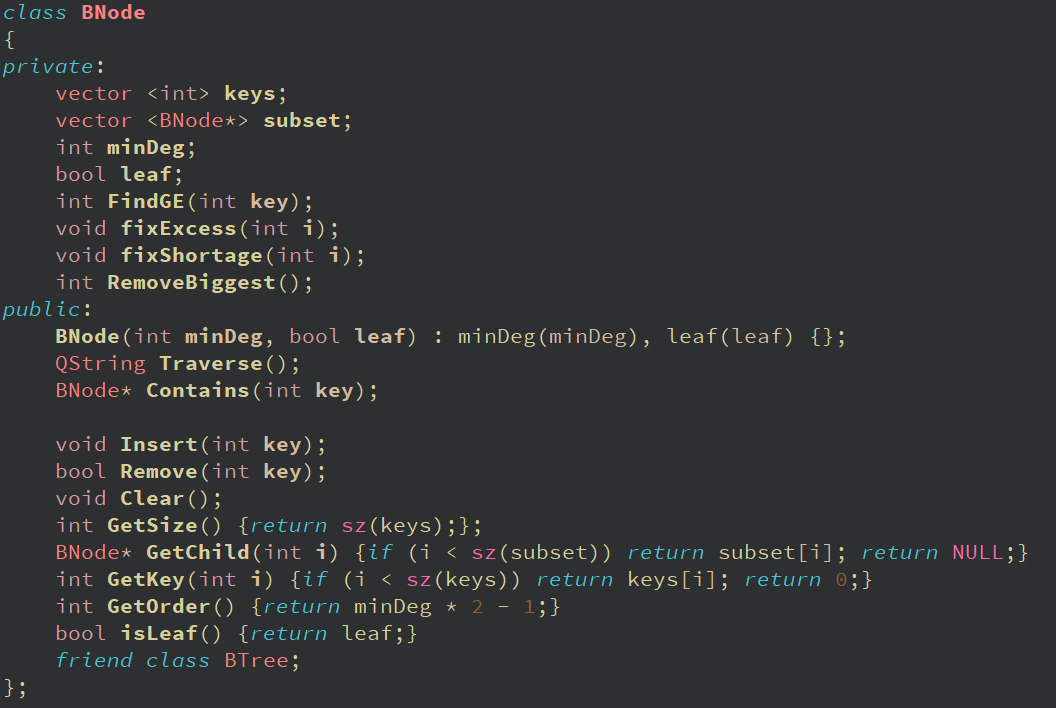 class BNode
{
private:
    vector <int> keys;
    vector <BNode*> subset;
    int minDeg;
    bool leaf;
    int FindGE(int key);
    void fixExcess(int i);
    void fixShortage(int i);
    int RemoveBiggest();
public:
    BNode(int minDeg, bool leaf) : minDeg(minDeg), leaf(leaf) {};
    QString Traverse();
    BNode* Contains(int key);

    void Insert(int key);
    bool Remove(int key);
    void Clear();
    int GetSize() {return sz(keys);};
    BNode* GetChild(int i) {if (i < sz(subset)) return subset[i]; return NULL;}
    int GetKey(int i) {if (i < sz(keys)) return keys[i]; return 0;}
    int GetOrder() {return minDeg * 2 - 1;}
    bool isLeaf() {return leaf;}
    friend class BTree;
};